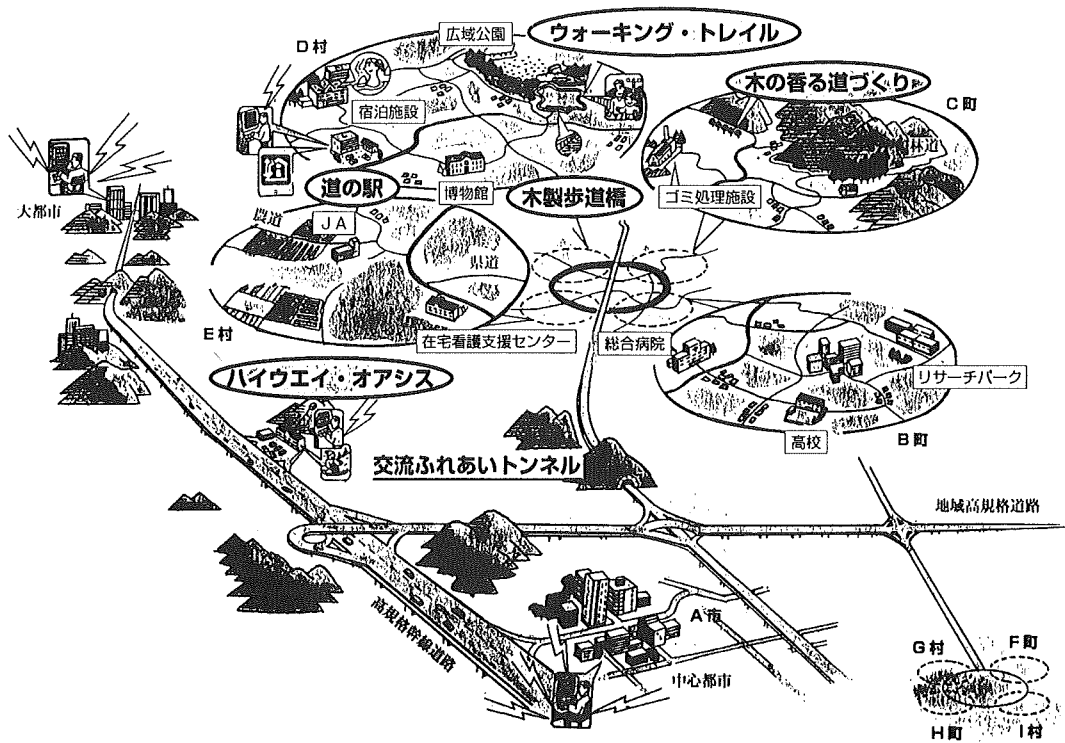 広域公園
ウォーキング・トレイル
D村
木の香る道づくり
C町
宿泊施設
林道
大都市
道の駅
博物館
木製歩道橋
ゴミ処理施設
農道
JA
県道
E村
在宅看護支援センター
総合病院
リサーチパーク
ハイウエイ・オアシス
高校
B町
交流ふれあいトンネル
地域高規格道路
高規格幹線道路
A市
中心都市
G村
F町
H町
I村